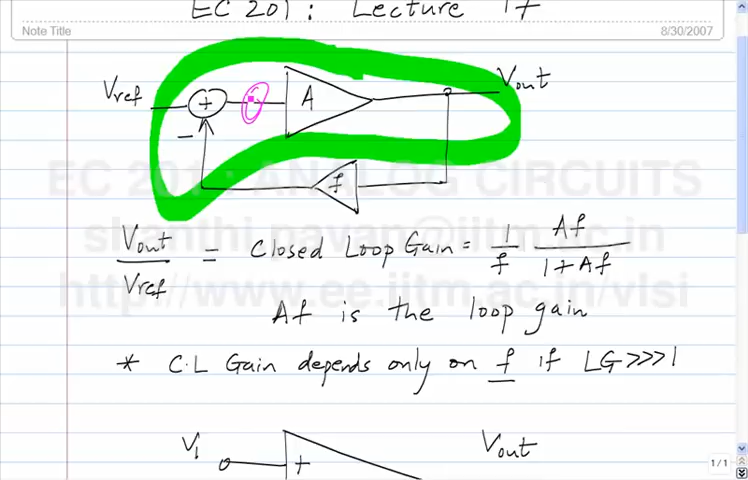 EC 201: Lecture 17
Note Title
8/30/2007
Vref + A Vout
−
f
EC 201: ANALOG CIRCUITS
shanthi.pavan@iitm.ac.in
http://www.ee.iitm.ac.in/vlsi
Vout/Vref = Closed Loop Gain = 1/f Af/1+Af
Af is the loop gain
* C.L Gain depends only on f if LG>>>1
V1 + Vout
1/1